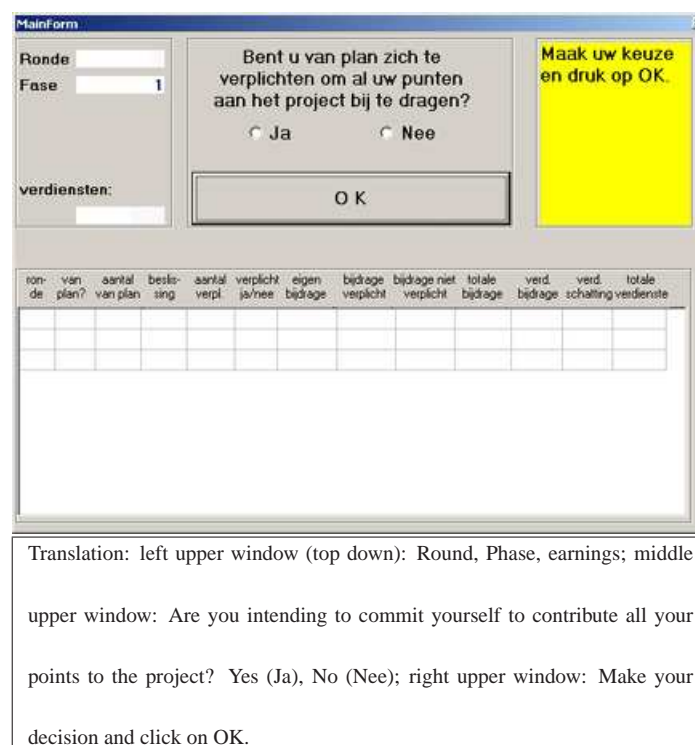 MainForm
Ronde
Fase 1
verdiensten:
Bent u van plan zich te
verplichten om al uw punten
aan het project bij te dragen?
Ja Nee
O K
Maak uw keuze
en druk op OK.
ron- van aantal beslis- aantal verplicht eigen bijdrage bijdrage niet totale verd. verd. totale
de plan? van plan sing verpl. ja/nee bijdrage verplicht verplicht bijdrage bijdrage schatting verdienste
Translation: left upper window (top down): Round, Phase, earnings; middle
upper window: Are you intending to commit yourself to contribute all your
points to the project? Yes (Ja), No (Nee); right upper window: Make your
decision and click on OK.